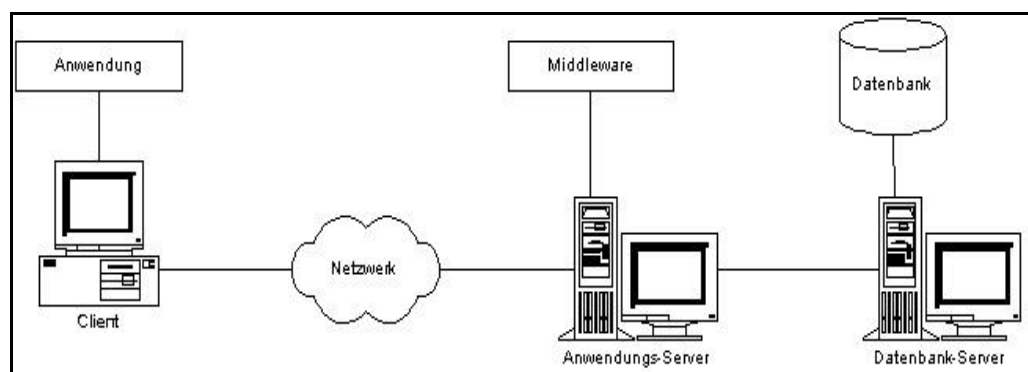 Anwendung
Middleware
Datenbank
Netzwerk
Client
Anwendungs-Server
Datenbank-Server